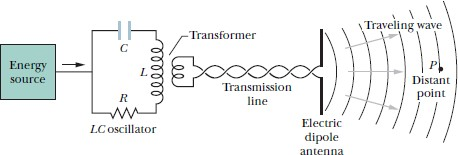 Energy
source
C
L
R
LC oscillator
Transformer
Transmission
line
Electric
dipole
antenna
Traveling wave
P
Distant
point